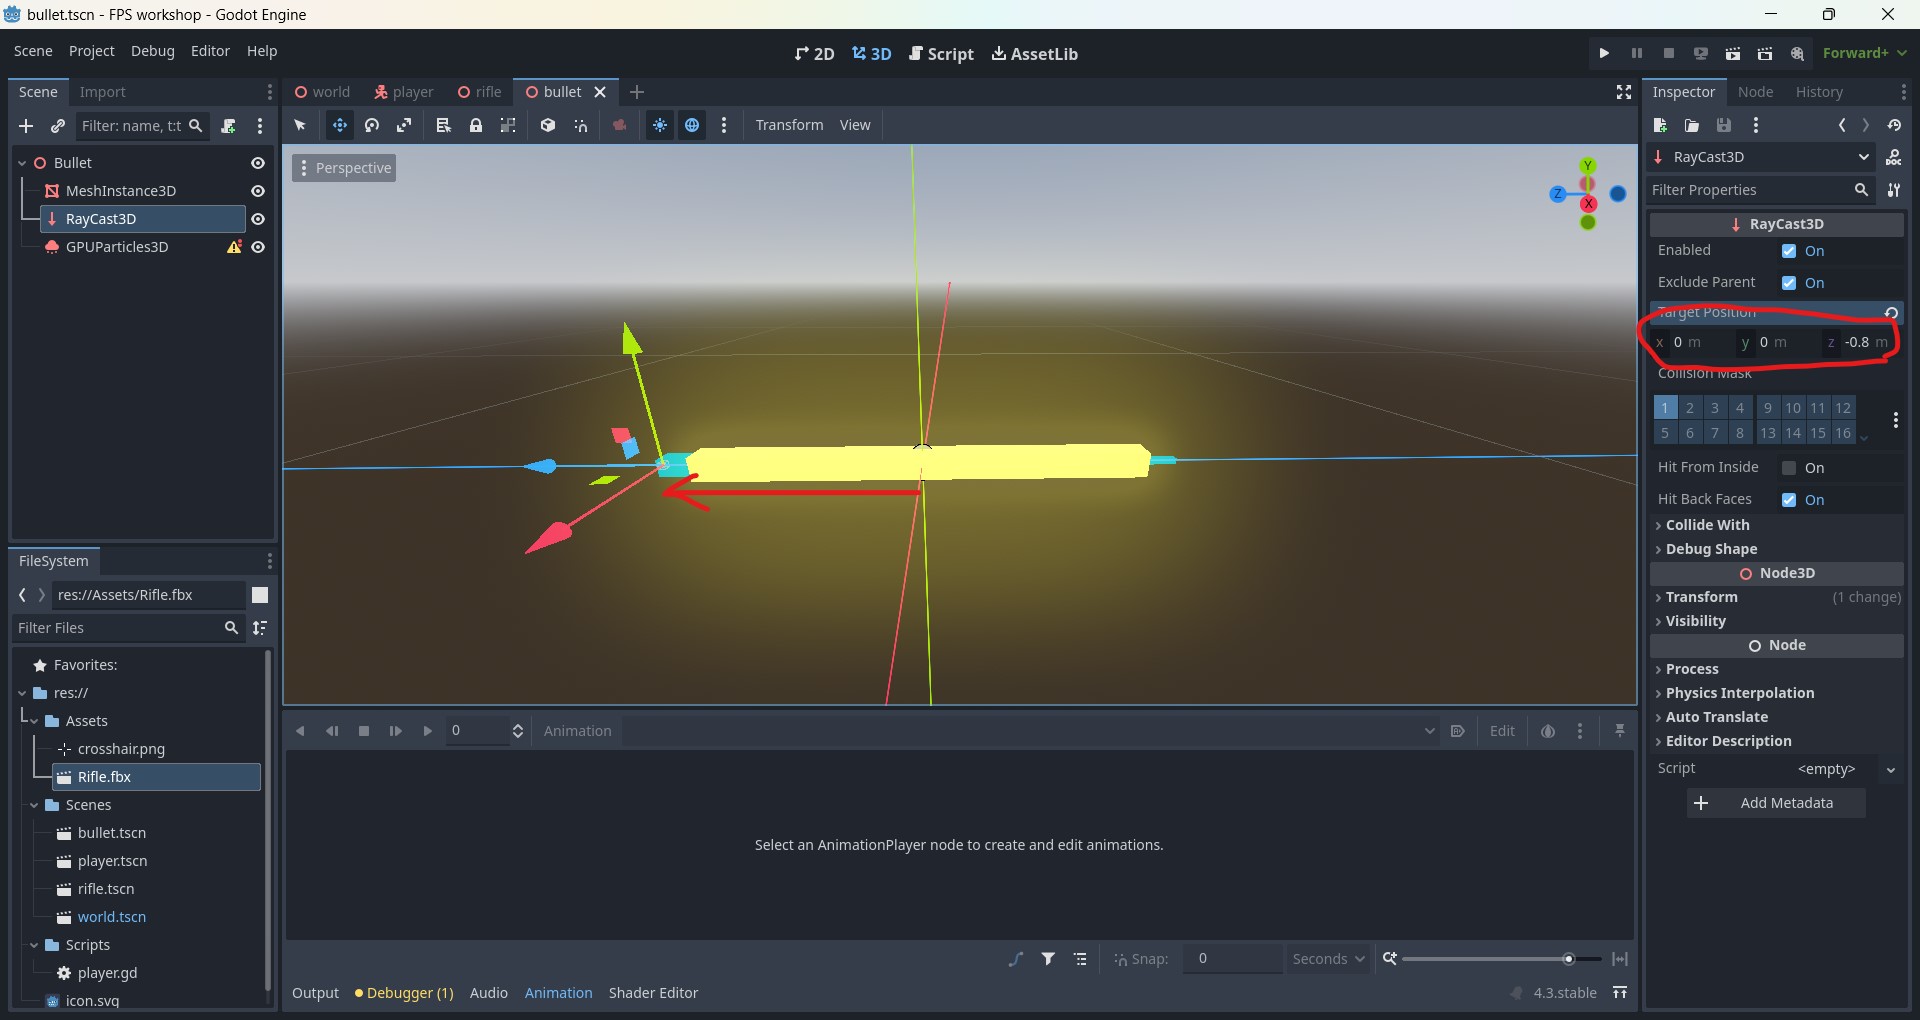 bullet.tscn - FPS workshop - Godot Engine
Scene Project Debug Editor Help
2D 3D Script AssetLib
Forward+
Scene Import
world player rifle bullet
Inspector Node History
Filter: name, t:t
Transform View
Bullet
MeshInstance3D
RayCast3D
GPUParticles3D
Perspective
Y
Z
X
RayCast3D
Filter Properties
RayCast3D
Enabled On
Exclude Parent On
Target Position
x 0 m y 0 m z -0.8 m
Collision Mask
1 2 3 4 9 10 11 12
5 6 7 8 13 14 15 16
Hit From Inside On
Hit Back Faces On
Collide With
Debug Shape
Node3D
Transform (1 change)
Visibility
Node
Process
Physics Interpolation
Auto Translate
Editor Description
Script <empty>
Add Metadata
FileSystem
res://Assets/Rifle.fbx
Filter Files
Favorites:
res://
Assets
crosshair.png
Rifle.fbx
Scenes
bullet.tscn
player.tscn
rifle.tscn
world.tscn
Scripts
player.gd
icon.svg
0 Animation Edit
Select an AnimationPlayer node to create and edit animations.
Snap: 0 Seconds
Output Debugger (1) Audio Animation Shader Editor
4.3.stable